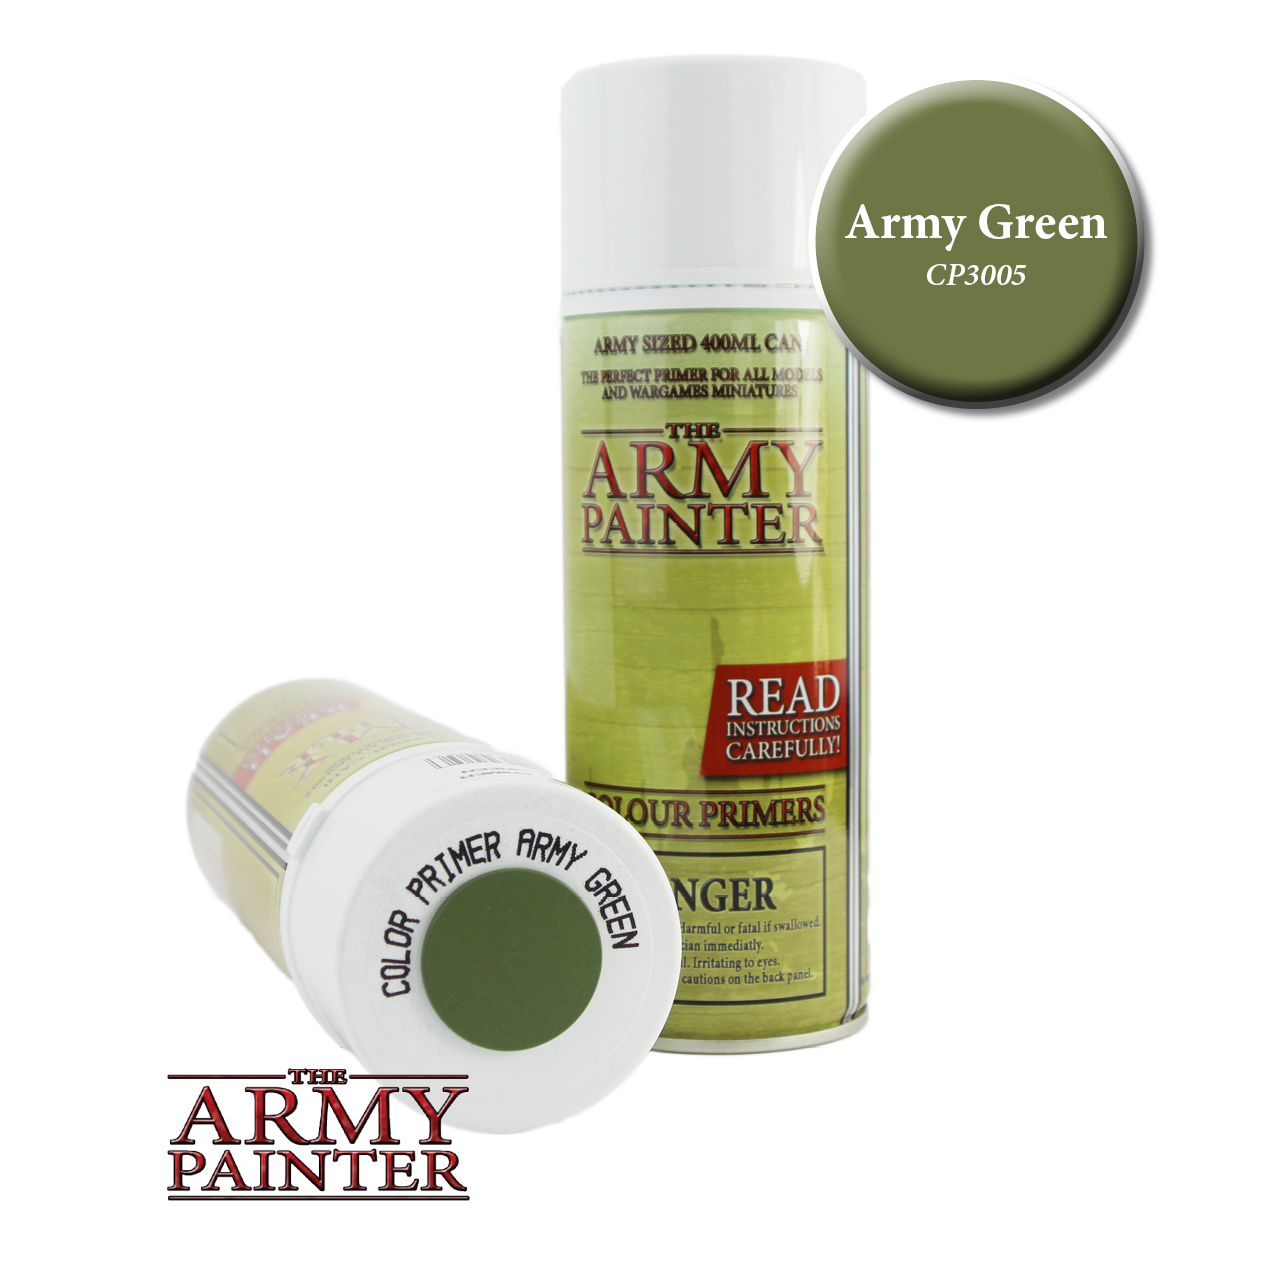 Army Green
CP3005
ARMY SIZED 400ML CAN
THE PERFECT PRIMER FOR ALL MODELS
AND WARGAMES MINIATURES
THE
ARMY
PAINTER
READ
INSTRUCTIONS
CAREFULLY!
COLOUR PRIMERS
NGER
Harmful or fatal if swallowed.
cian immediatly.
l. Irritating to eyes.
cautions on the back panel.
COLOR PRIMER ARMY GREEN
THE
ARMY
PAINTER